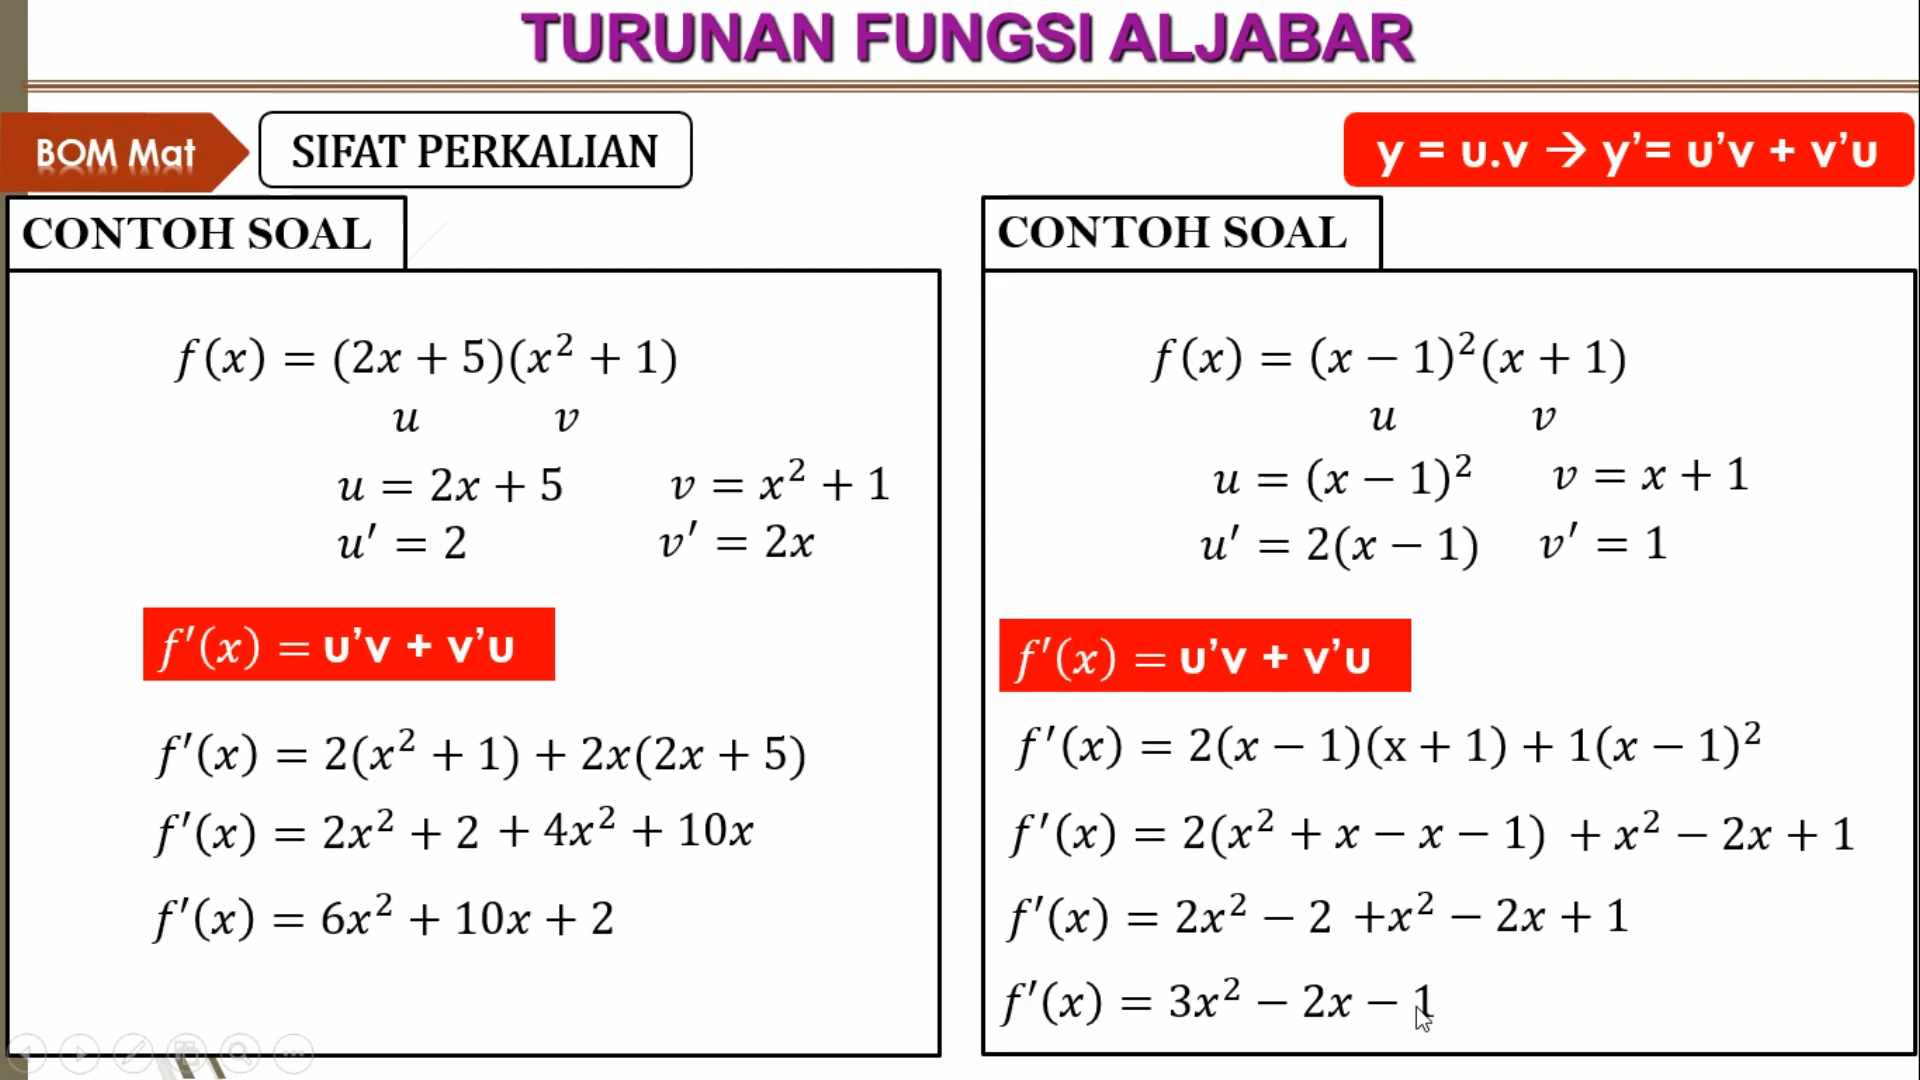 TURUNAN FUNGSI ALJABAR
BOM Mat
SIFAT PERKALIAN
y = u.v → y’= u’v + v’u
CONTOH SOAL
f(x) = (2x + 5)(x² + 1)
u v
u = 2x + 5 v = x² + 1
u′ = 2 v′ = 2x
f′(x) = u’v + v’u
f′(x) = 2(x² + 1) + 2x(2x + 5)
f′(x) = 2x² + 2 + 4x² + 10x
f′(x) = 6x² + 10x + 2
CONTOH SOAL
f(x) = (x − 1)²(x + 1)
u v
u = (x − 1)² v = x + 1
u′ = 2(x − 1) v′ = 1
f′(x) = u’v + v’u
f′(x) = 2(x − 1)(x + 1) + 1(x − 1)²
f′(x) = 2(x² + x − x − 1) + x² − 2x + 1
f′(x) = 2x² − 2 +x² − 2x + 1
f′(x) = 3x² − 2x − 1